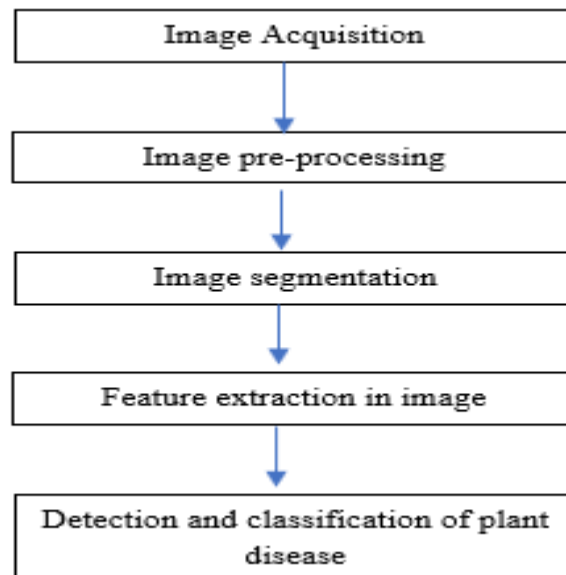 Image Acquisition
Image pre-processing
Image segmentation
Feature extraction in image
Detection and classification of plant
disease